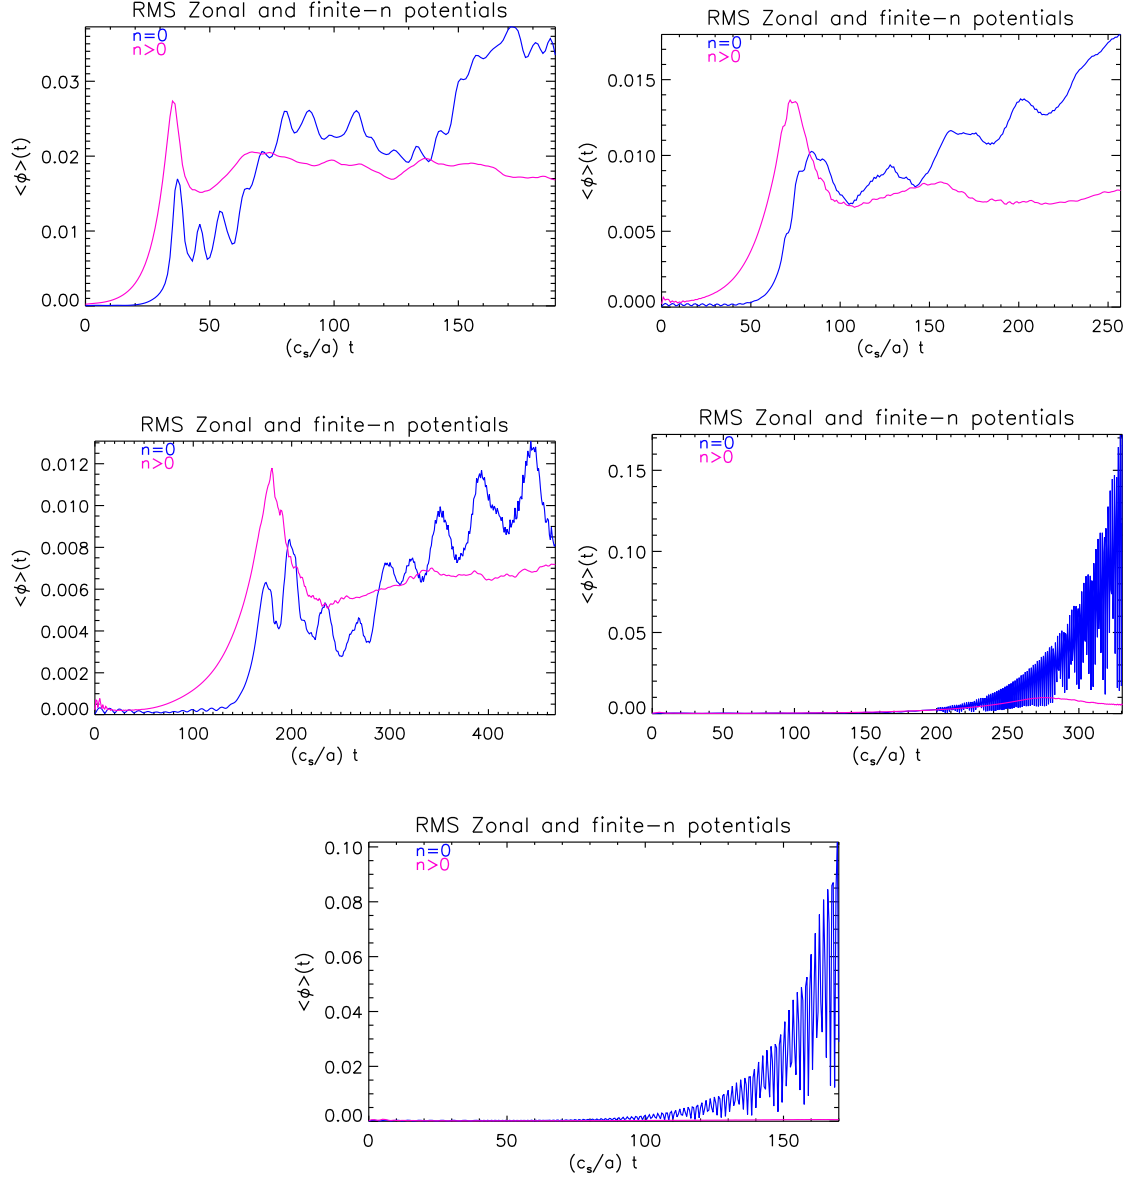 RMS Zonal and finite-n potentials
n=0
n>0
<ϕ>(t)
0.03
0.02
0.01
0.00
0 50 100 150
(cₛ/a) t
RMS Zonal and finite-n potentials
n=0
n>0
<ϕ>(t)
0.015
0.010
0.005
0.000
0 50 100 150 200 250
(cₛ/a) t
RMS Zonal and finite-n potentials
n=0
n>0
<ϕ>(t)
0.012
0.010
0.008
0.006
0.004
0.002
0.000
0 100 200 300 400
(cₛ/a) t
RMS Zonal and finite-n potentials
n=0
n>0
<ϕ>(t)
0.15
0.10
0.05
0.00
0 50 100 150 200 250 300
(cₛ/a) t
RMS Zonal and finite-n potentials
n=0
n>0
<ϕ>(t)
0.10
0.08
0.06
0.04
0.02
0.00
0 50 100 150
(cₛ/a) t